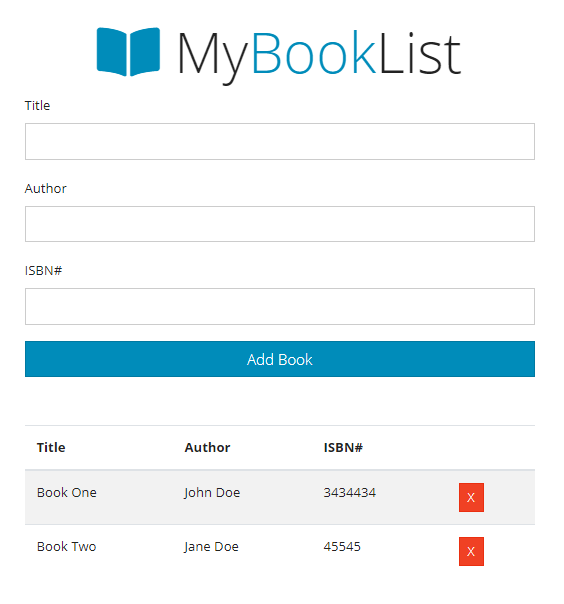 MyBookList
Title
Author
ISBN#
Add Book
Title Author ISBN#
Book One John Doe 3434434 X
Book Two Jane Doe 45545 X